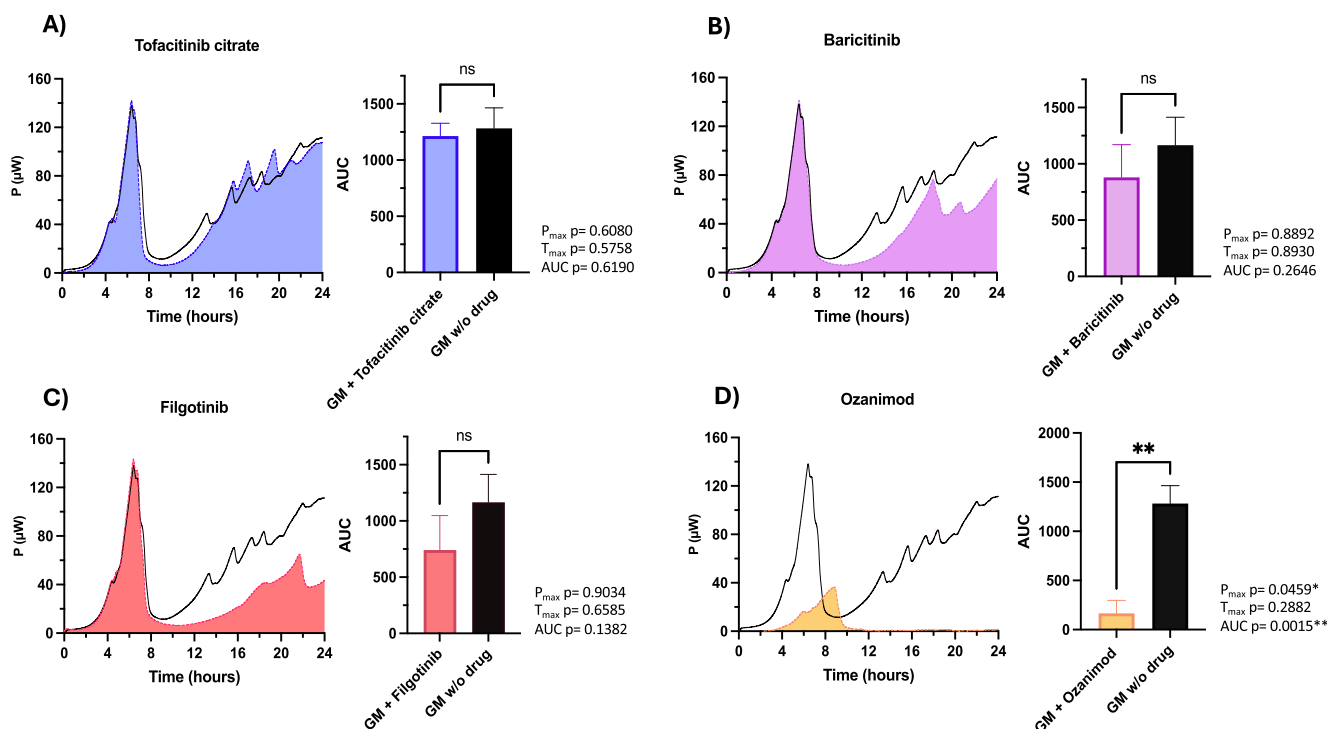 A)
Tofacitinib citrate
160
120
80
40
0
P (µW)
0 4 8 12 16 20 24
Time (hours)
1500
1000
500
0
AUC
ns
GM + Tofacitinib citrate
GM w/o drug
Pmax p= 0.6080
Tmax p= 0.5758
AUC p= 0.6190
B)
Baricitinib
160
120
80
40
0
P (µW)
0 4 8 12 16 20 24
Time (hours)
1500
1000
500
0
AUC
ns
GM + Baricitinib
GM w/o drug
Pmax p= 0.8892
Tmax p= 0.8930
AUC p= 0.2646
C)
Filgotinib
160
120
80
40
0
P (µW)
0 4 8 12 16 20 24
Time (hours)
1500
1000
500
0
AUC
ns
GM + Filgotinib
GM w/o drug
Pmax p= 0.9034
Tmax p= 0.6585
AUC p= 0.1382
D)
Ozanimod
160
120
80
40
0
P (µW)
0 4 8 12 16 20 24
Time (hours)
2000
1500
1000
500
0
AUC
**
GM + Ozanimod
GM w/o drug
Pmax p= 0.0459*
Tmax p= 0.2882
AUC p= 0.0015**